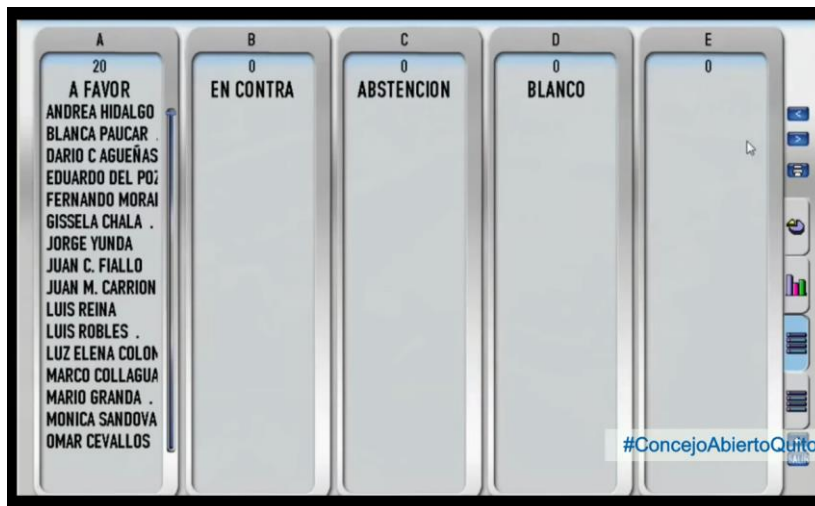 A
20
A FAVOR
ANDREA HIDALGO
BLANCA PAUCAR .
DARIO C AGUEÑAS
EDUARDO DEL POZ
FERNANDO MORAL
GISSELA CHALA .
JORGE YUNDA
JUAN C. FIALLO
JUAN M. CARRION
LUIS REINA
LUIS ROBLES .
LUZ ELENA COLOM
MARCO COLLAGUA
MARIO GRANDA .
MONICA SANDOVA
OMAR CEVALLOS
B
0
EN CONTRA
C
0
ABSTENCION
D
0
BLANCO
E
0
#ConcejoAbiertoQuito